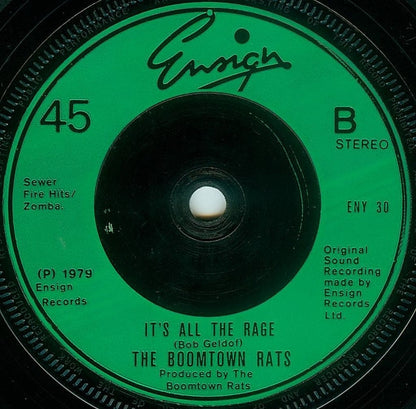 Ensign
45
B
STEREO
Sewer
Fire Hits/
Zomba.
ENY 30
(P) 1979
Ensign
Records
Original
Sound
Recording
made by
Ensign
Records
Ltd.
IT'S ALL THE RAGE
(Bob Geldof)
THE BOOMTOWN RATS
Produced by The
Boomtown Rats